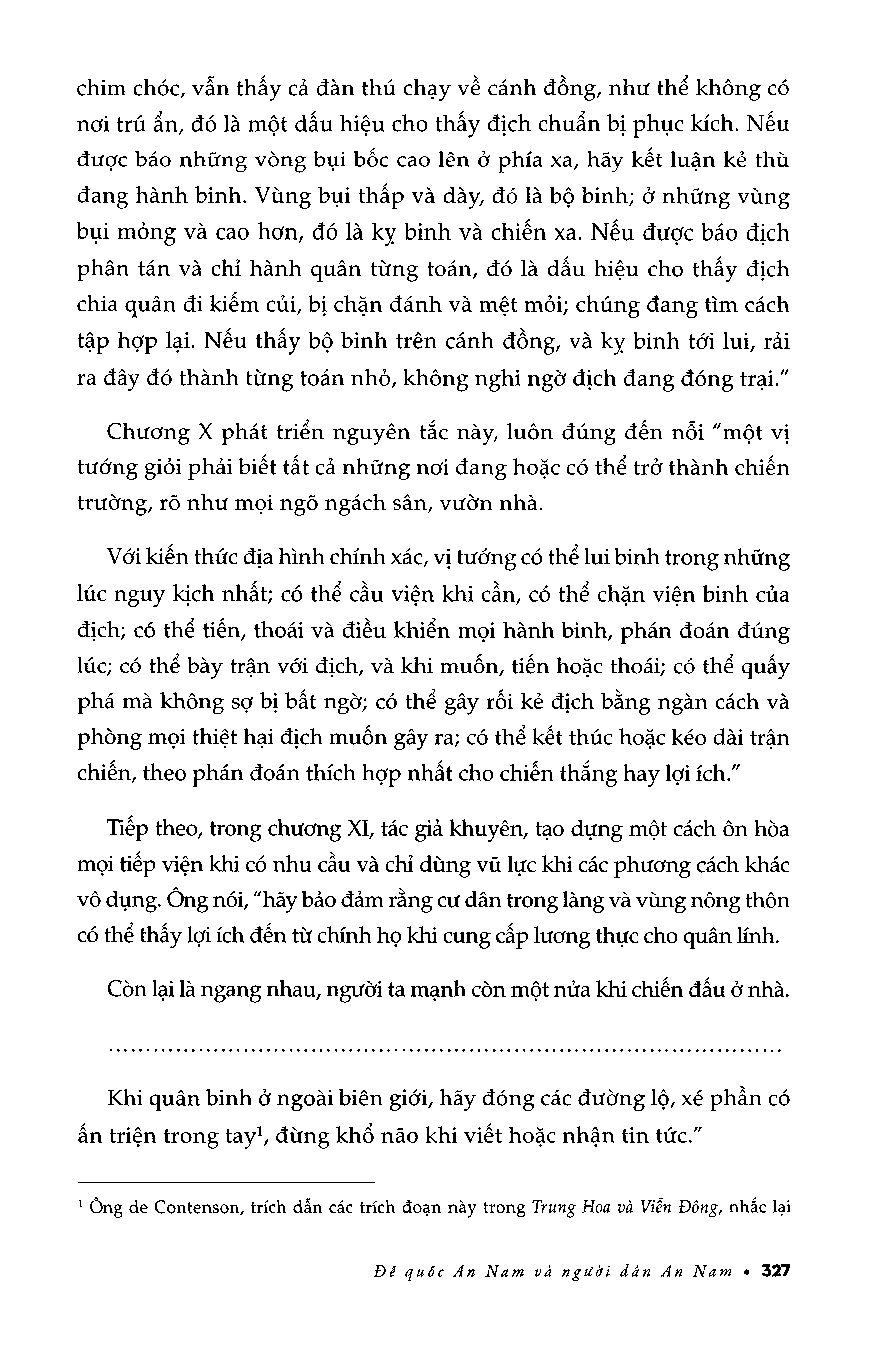 chim chóc, vẫn thấy cả đàn thú chạy về cánh đồng, như thể không có
nơi trú ẩn, đó là một dấu hiệu cho thấy địch chuẩn bị phục kích. Nếu
được báo những vòng bụi bốc cao lên ở phía xa, hãy kết luận kẻ thù
đang hành binh. Vùng bụi thấp và dày, đó là bộ binh; ở những vùng
bụi mỏng và cao hơn, đó là kỵ binh và chiến xa. Nếu được báo địch
phân tán và chỉ hành quân từng toán, đó là dấu hiệu cho thấy địch
chia quân đi kiếm củi, bị chặn đánh và mệt mỏi; chúng đang tìm cách
tập hợp lại. Nếu thấy bộ binh trên cánh đồng, và kỵ binh tới lui, rải
ra đây đó thành từng toán nhỏ, không nghi ngờ địch đang đóng trại."
Chương X phát triển nguyên tắc này, luôn đúng đến nỗi "một vị
tướng giỏi phải biết tất cả những nơi đang hoặc có thể trở thành chiến
trường, rõ như mọi ngõ ngách sân, vườn nhà.
Với kiến thức địa hình chính xác, vị tướng có thể lui binh trong những
lúc nguy kịch nhất; có thể cầu viện khi cần, có thể chặn viện binh của
địch; có thể tiến, thoái và điều khiển mọi hành binh, phán đoán đúng
lúc; có thể bày trận với địch, và khi muốn, tiến hoặc thoái; có thể quấy
phá mà không sợ bị bất ngờ; có thể gây rối kẻ địch bằng ngàn cách và
phòng mọi thiệt hại địch muốn gây ra; có thể kết thúc hoặc kéo dài trận
chiến, theo phán đoán thích hợp nhất cho chiến thắng hay lợi ích."
Tiếp theo, trong chương XI, tác giả khuyên, tạo dựng một cách ôn hòa
mọi tiếp viện khi có nhu cầu và chỉ dùng vũ lực khi các phương cách khác
vô dụng. Ông nói, "hãy bảo đảm rằng cư dân trong làng và vùng nông thôn
có thể thấy lợi ích đến từ chính họ khi cung cấp lương thực cho quân lính.
Còn lại là ngang nhau, người ta mạnh còn một nửa khi chiến đấu ở nhà.
..........................................................................................
Khi quân binh ở ngoài biên giới, hãy đóng các đường lộ, xé phần có
ấn triện trong tay¹, đừng khổ não khi viết hoặc nhận tin tức."
¹ Ông de Contenson, trích dẫn các trích đoạn này trong Trung Hoa và Viễn Đông, nhắc lại
Đế quốc An Nam và người dân An Nam • 327